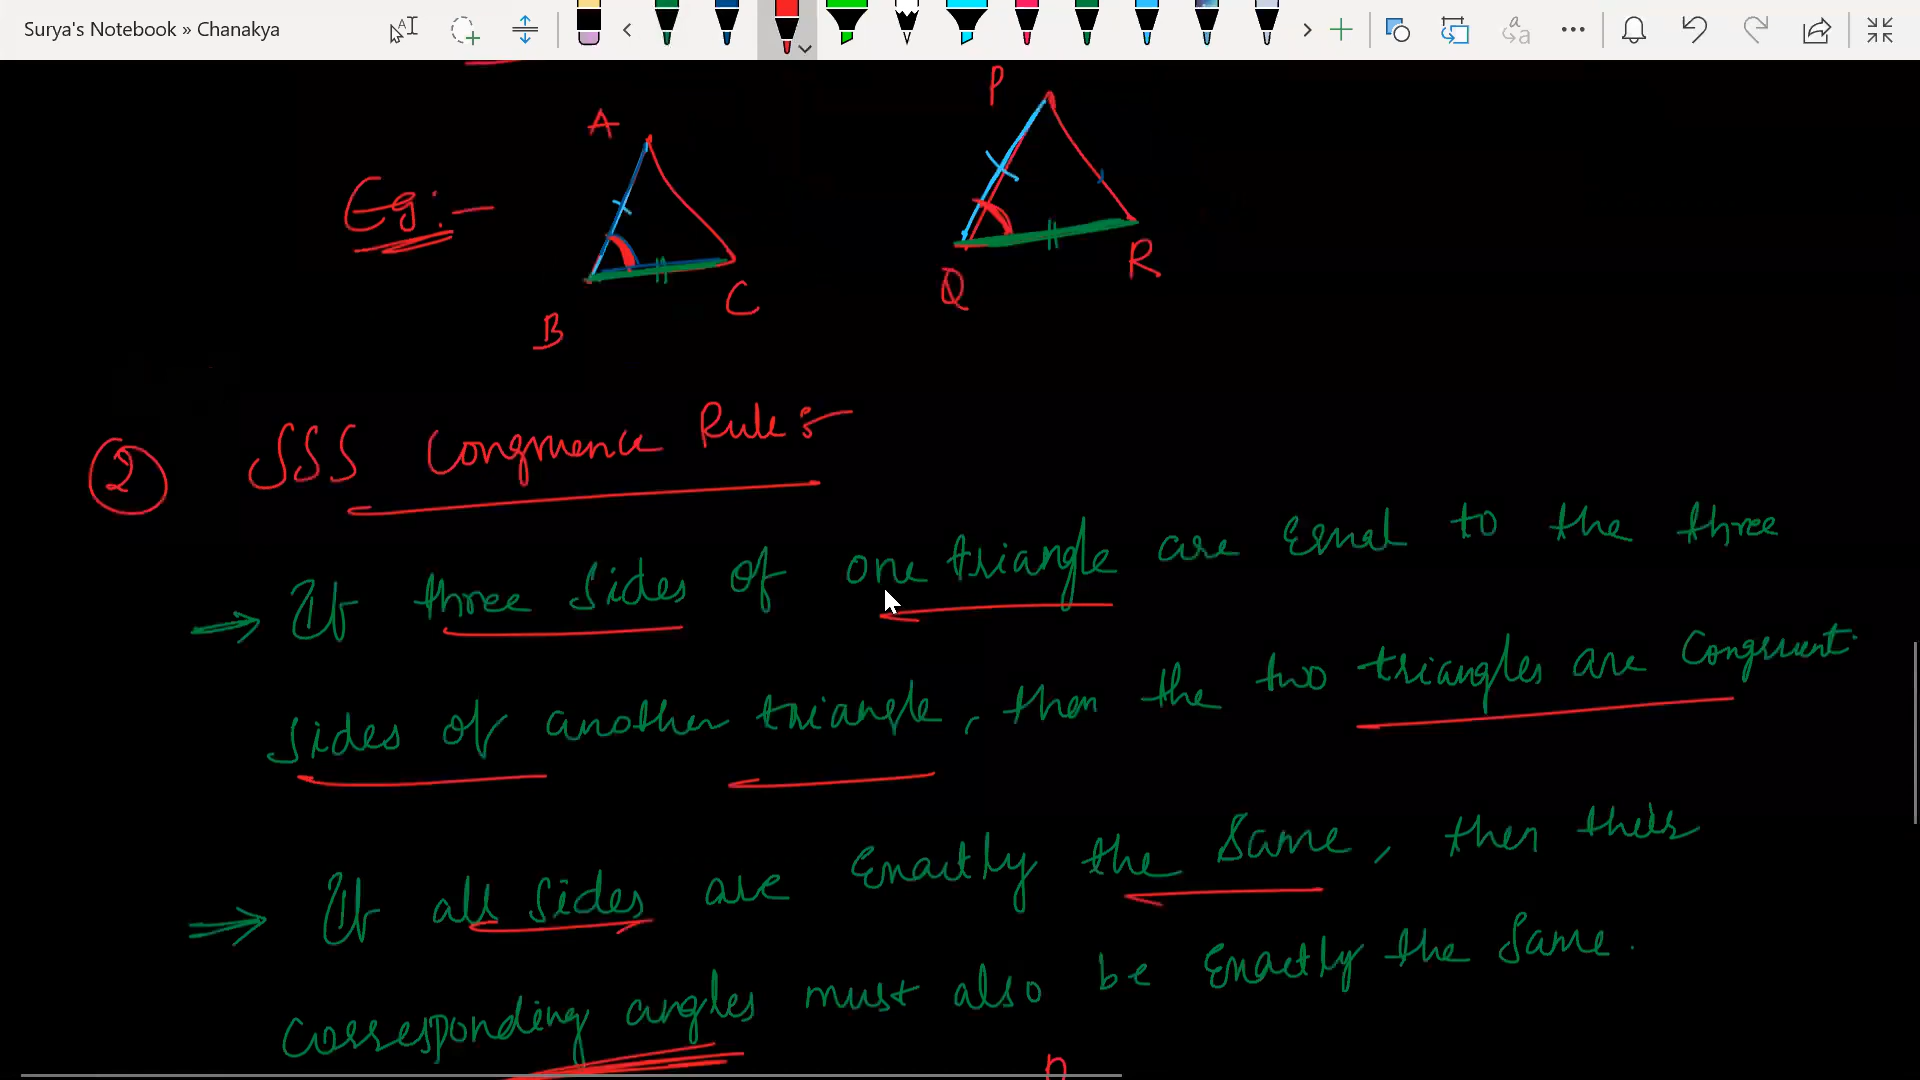 Surya's Notebook » Chanakya
A
P
Eg:-
B
C
Q
R
② SSS Congruence Rule:-
⇒ If three sides of one triangle are Equal to the three
sides of another triangle, then the two triangles are Congruent.
⇒ If all sides are Exactly the Same, then their
Corresponding angles must also be Exactly the Same.